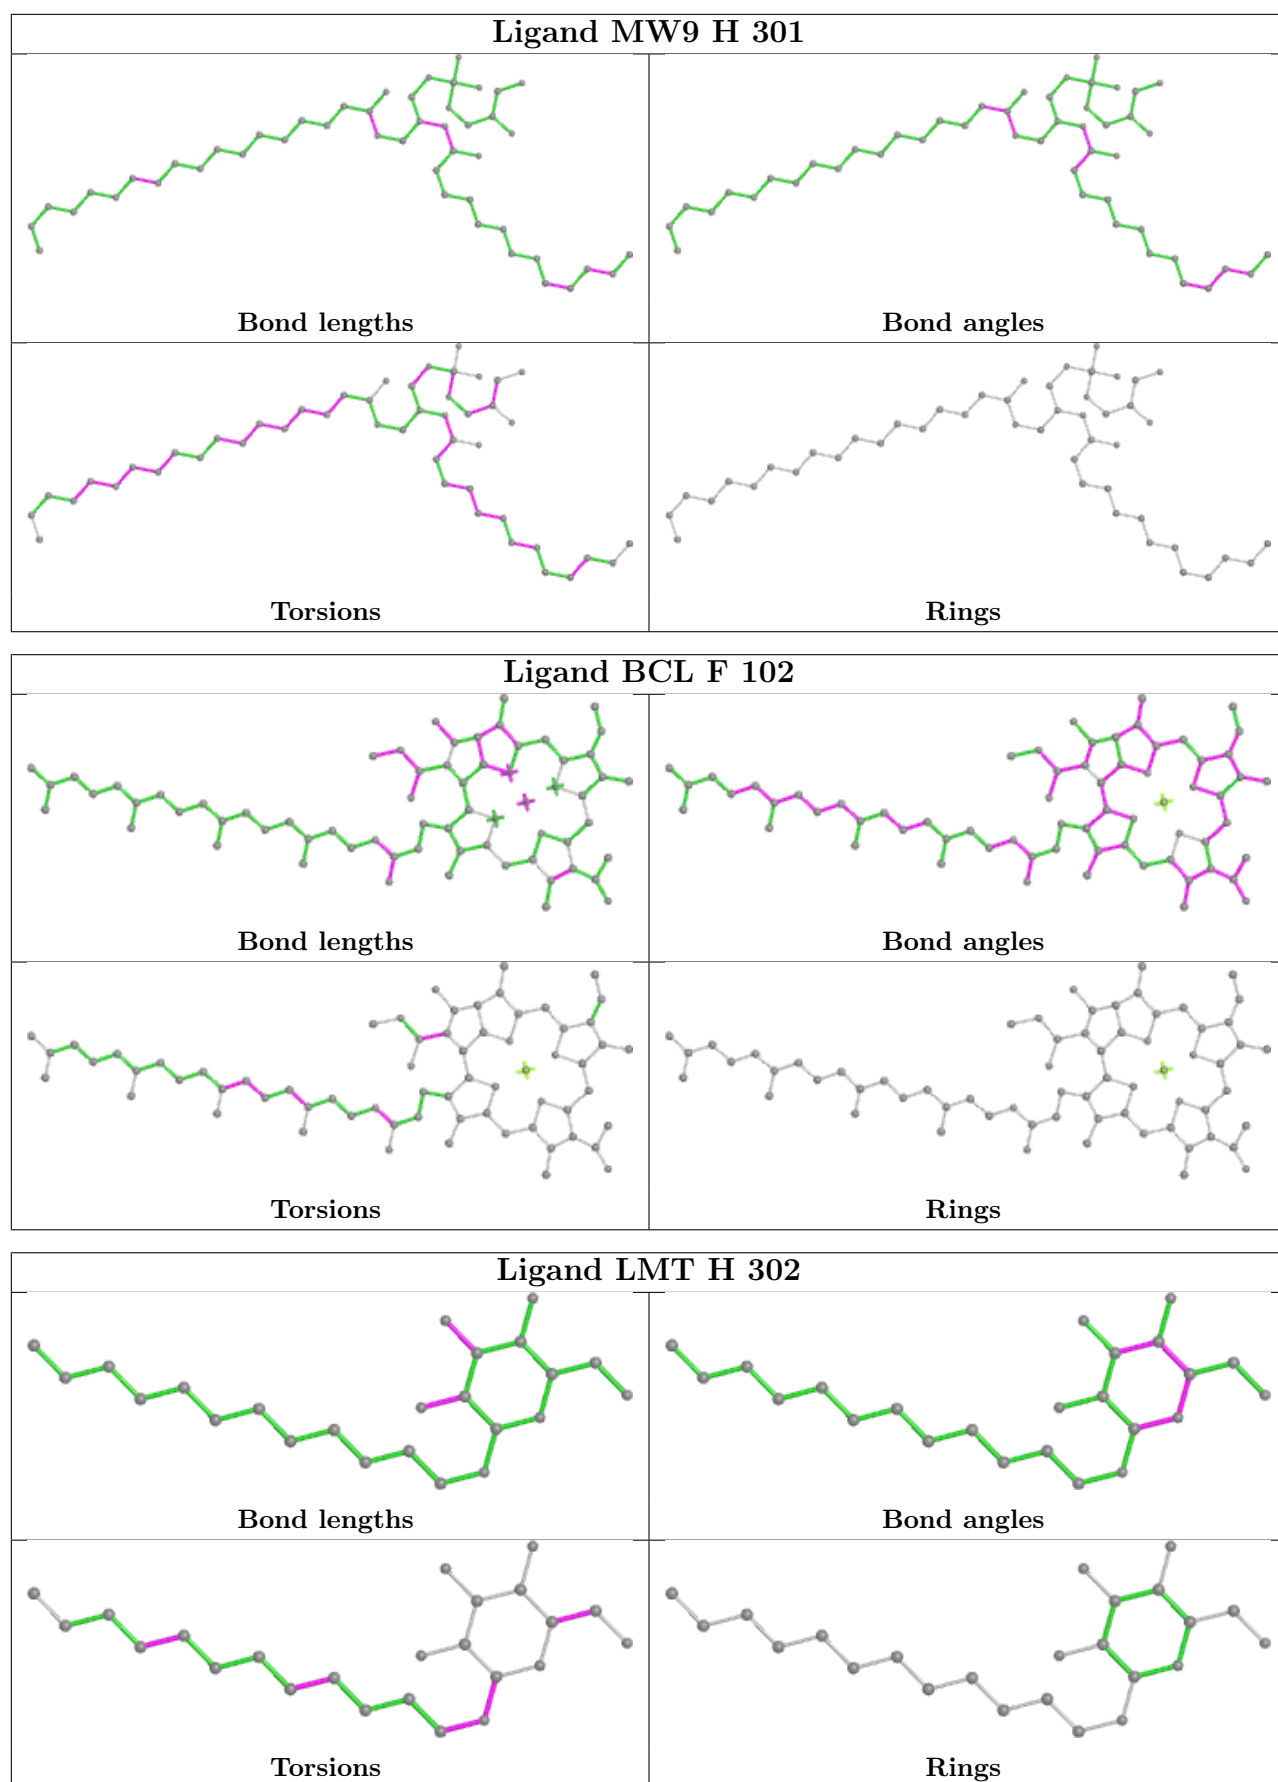 Ligand MW9 H 301
Bond lengths
Bond angles
Torsions
Rings
Ligand BCL F 102
Bond lengths
Bond angles
Torsions
Rings
Ligand LMT H 302
Bond lengths
Bond angles
Torsions
Rings